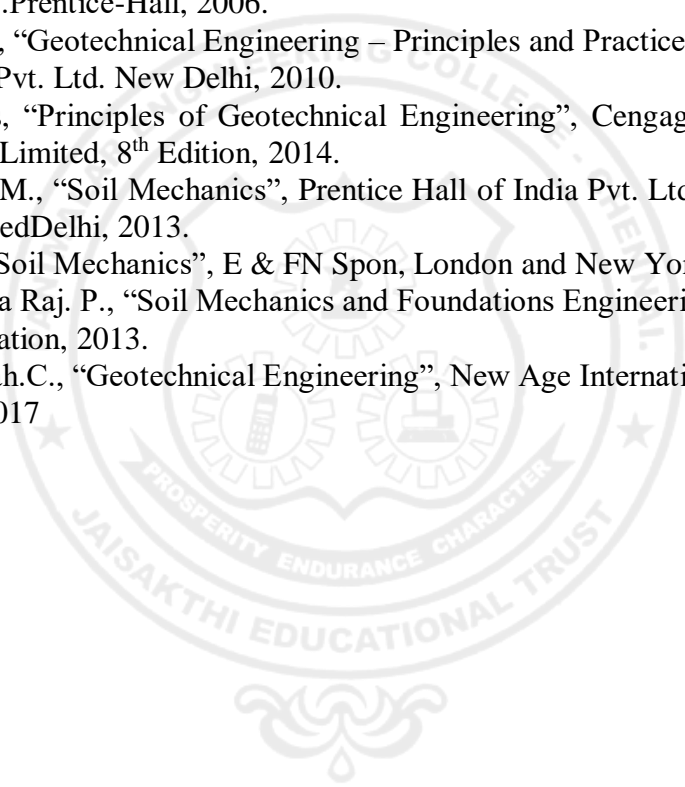 .Prentice-Hall, 2006.
, “Geotechnical Engineering – Principles and Practice
Pvt. Ltd. New Delhi, 2010.
, “Principles of Geotechnical Engineering”, Cengag
Limited, 8th Edition, 2014.
M., “Soil Mechanics”, Prentice Hall of India Pvt. Ltd
edDelhi, 2013.
Soil Mechanics”, E & FN Spon, London and New Yor
a Raj. P., “Soil Mechanics and Foundations Engineeri
ation, 2013.
ah.C., “Geotechnical Engineering”, New Age Internati
017
ENGINEERING COLLEGE - 
PROSPERITY ENDURANCE CHARACTER
JAISAKTHI EDUCATIONAL TRUST